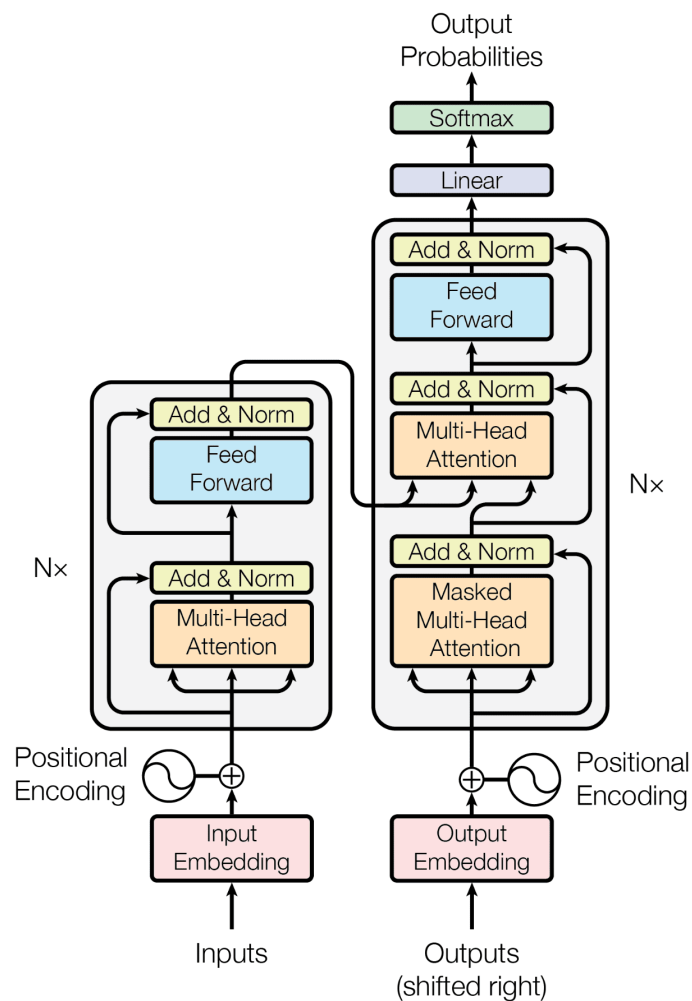 Output
Probabilities
Softmax
Linear
Add & Norm
Feed
Forward
Add & Norm
Multi-Head
Attention
Add & Norm
Masked
Multi-Head
Attention
Nx
Add & Norm
Feed
Forward
Add & Norm
Multi-Head
Attention
Nx
Positional
Encoding
Positional
Encoding
Input
Embedding
Output
Embedding
Inputs
Outputs
(shifted right)